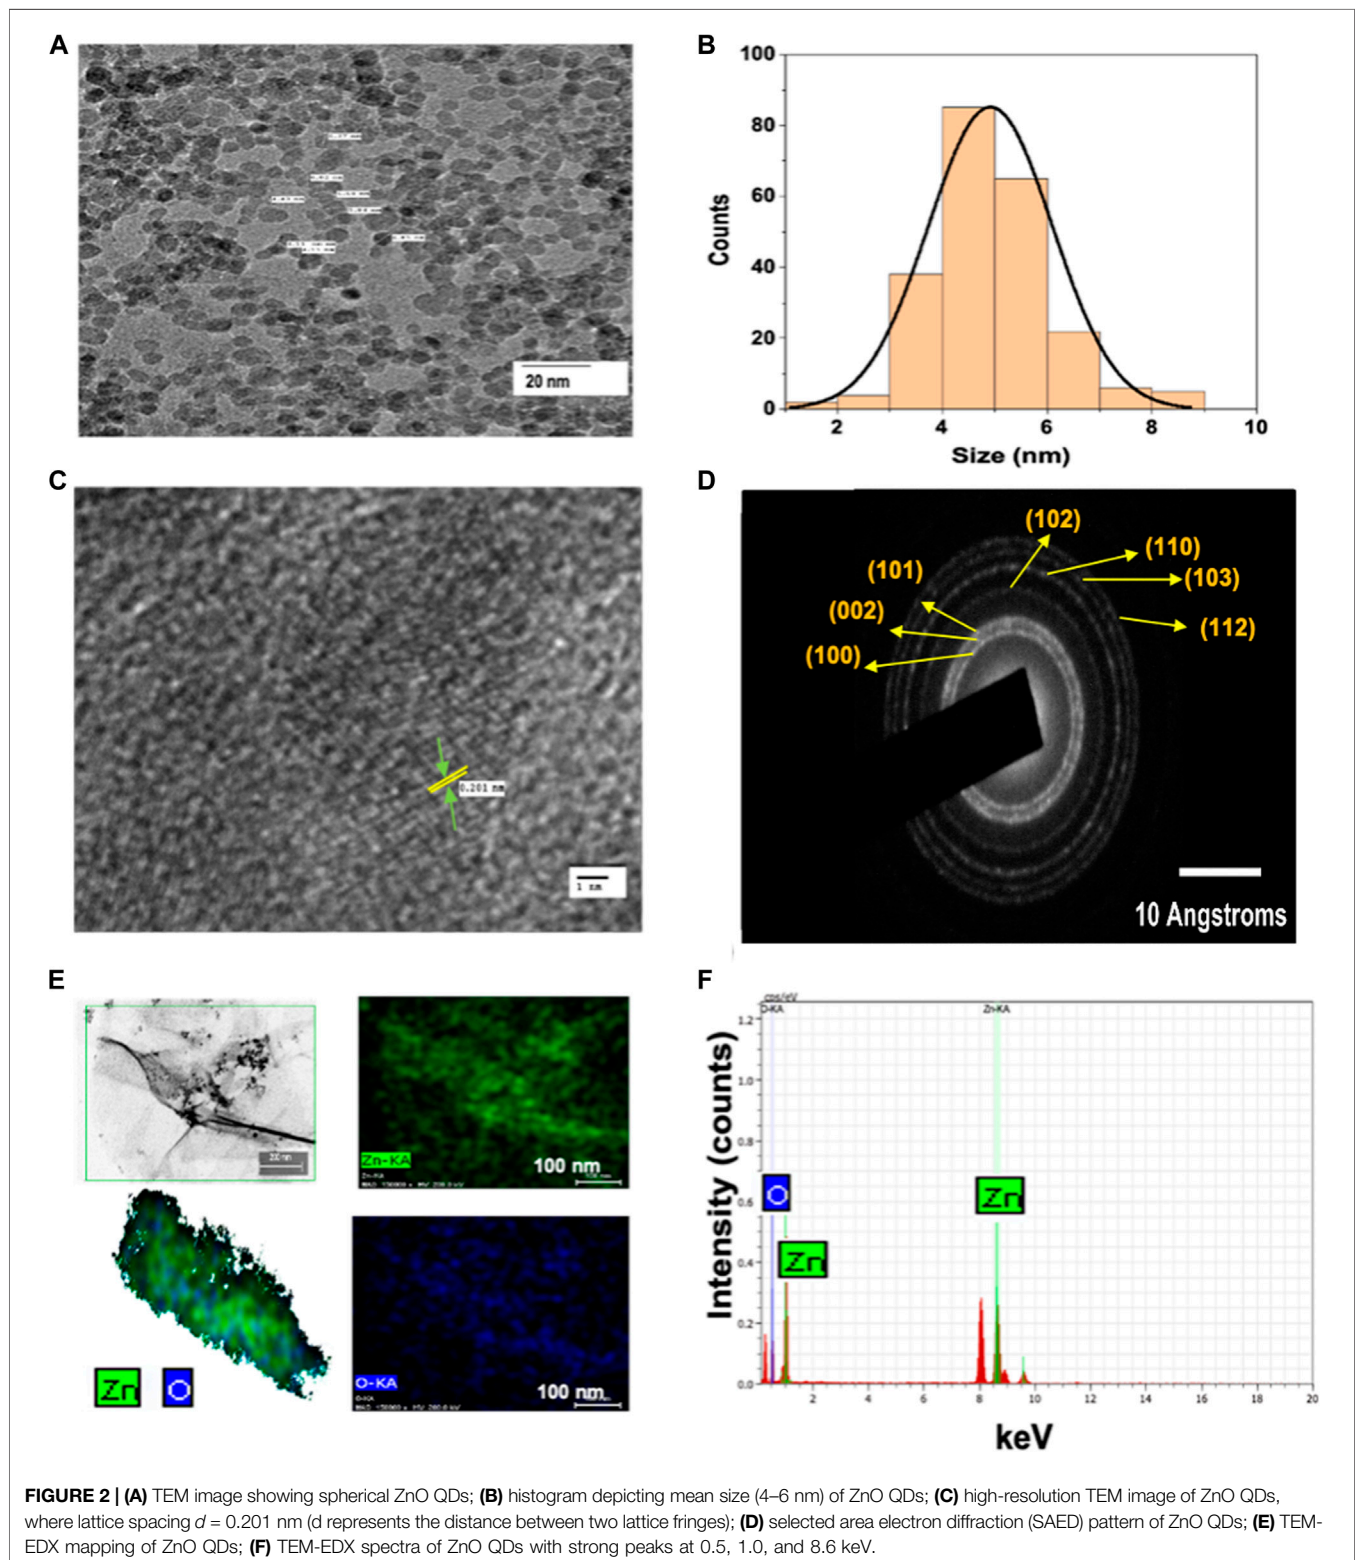 A
20 nm
B
Counts
100
80
60
40
20
0
2 4 6 8 10
Size (nm)
C
0.201 nm
1 nm
D
(102)
(110)
(101)
(103)
(002)
(112)
(100)
10 Angstroms
E
200 nm
Zn-KA
Zn-KA
100 nm
O-KA
O-KA
100 nm
Zn O
F
cps/eV
O-KA Zn-KA
Intensity (counts)
1.2
1.0
0.8
0.6
0.4
0.2
0.0
O
Zn
Zn
2 4 6 8 10 12 14 16 18 20
keV
FIGURE 2 | (A) TEM image showing spherical ZnO QDs; (B) histogram depicting mean size (4–6 nm) of ZnO QDs; (C) high-resolution TEM image of ZnO QDs,
where lattice spacing d = 0.201 nm (d represents the distance between two lattice fringes); (D) selected area electron diffraction (SAED) pattern of ZnO QDs; (E) TEM-
EDX mapping of ZnO QDs; (F) TEM-EDX spectra of ZnO QDs with strong peaks at 0.5, 1.0, and 8.6 keV.